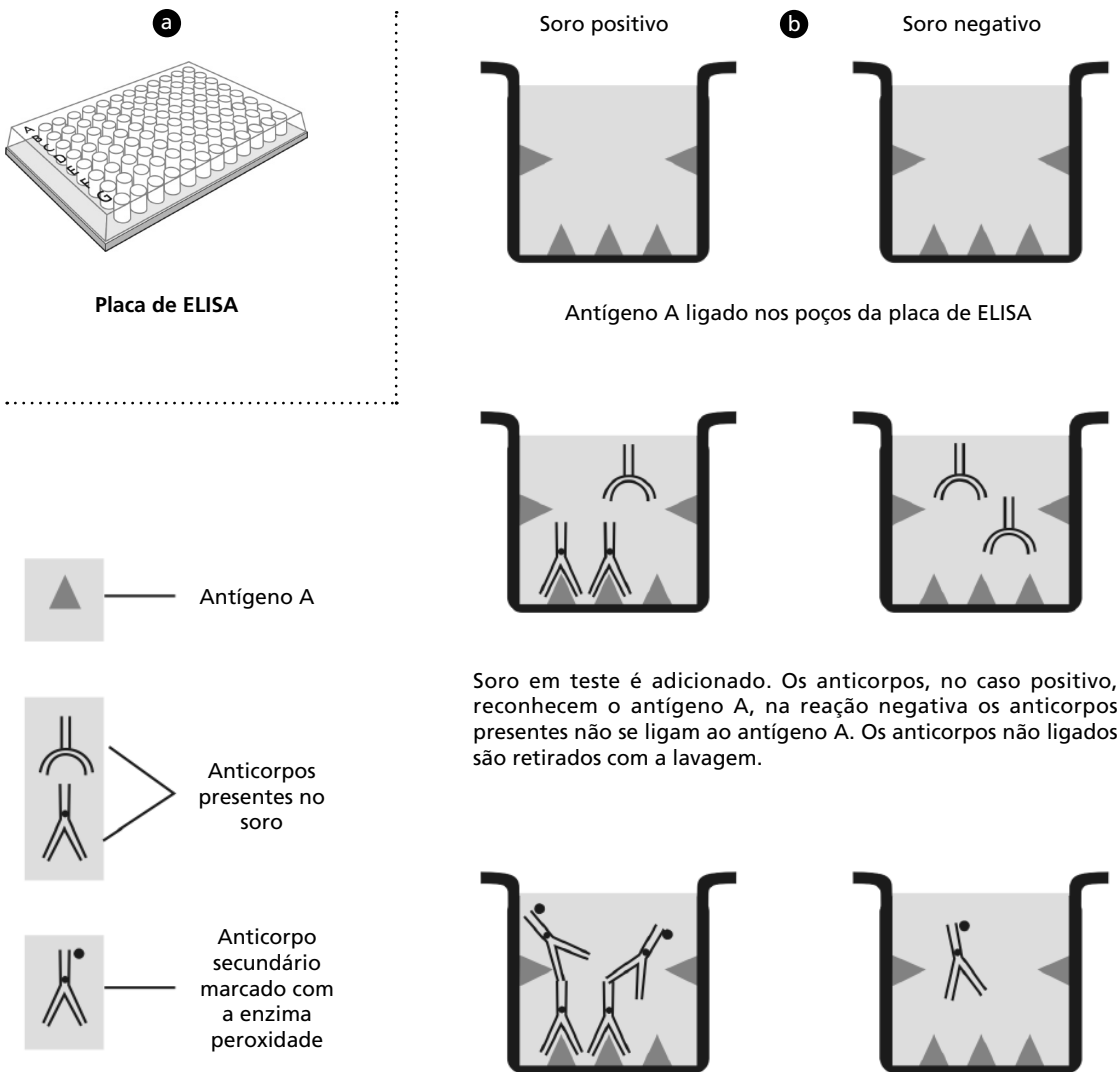 a
Placa de ELISA
A
B
C
D
E
F
G
Soro positivo
b
Soro negativo
Antígeno A ligado nos poços da placa de ELISA
Antígeno A
Anticorpos
presentes no
soro
Anticorpo
secundário
marcado com
a enzima
peroxidade
Soro em teste é adicionado. Os anticorpos, no caso positivo,
reconhecem o antígeno A, na reação negativa os anticorpos
presentes não se ligam ao antígeno A. Os anticorpos não ligados
são retirados com a lavagem.